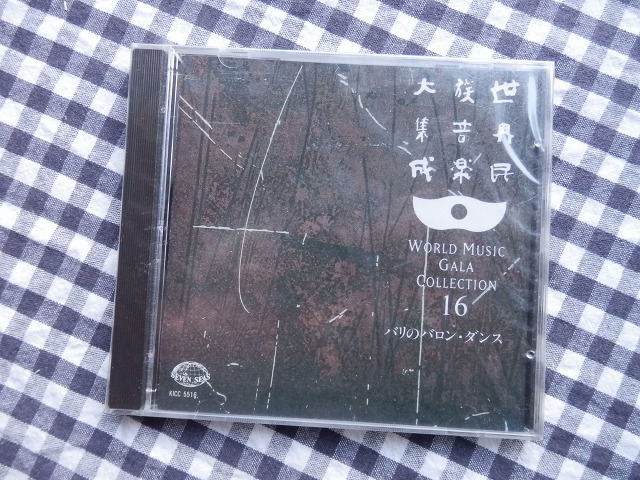 世界民
族音楽
大集成
WORLD MUSIC
GALA
COLLECTION
16
バリのバロン・ダンス
SEVEN SEAS
KICC 5516